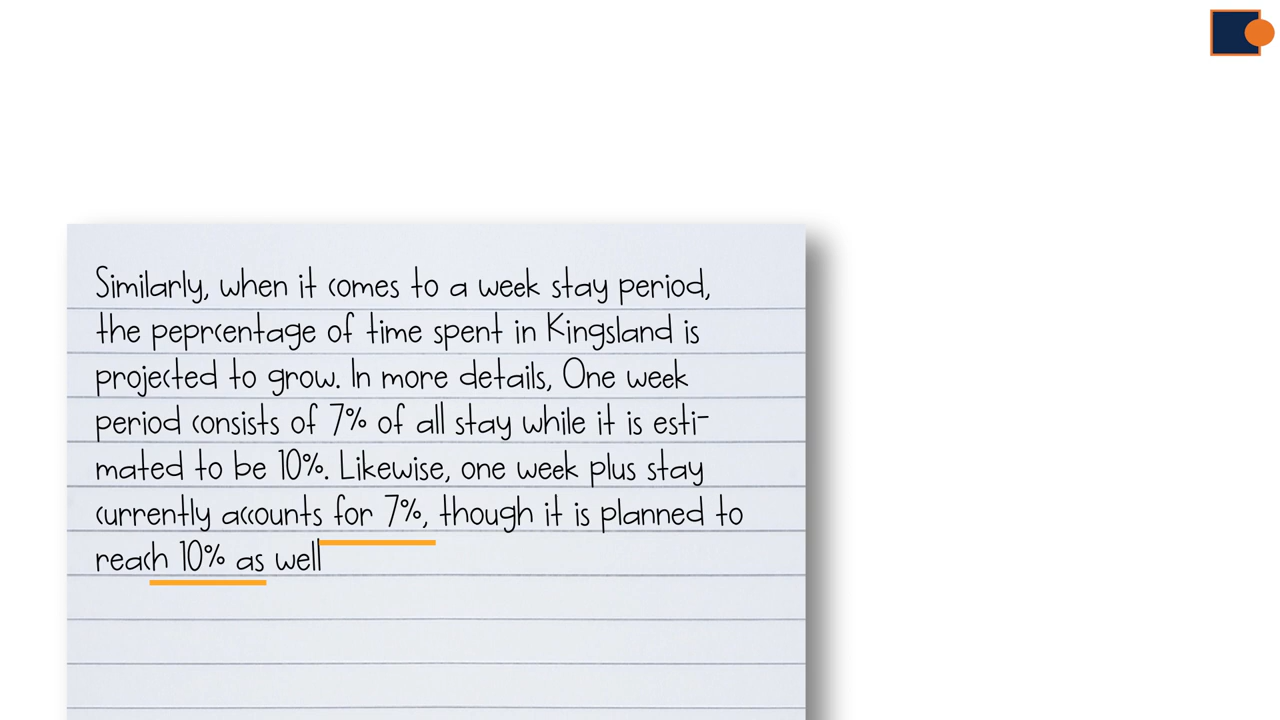 Similarly, when it comes to a week stay period,
the peprcentage of time spent in Kingsland is
projected to grow. In more details, One week
period consists of 7% of all stay while it is esti-
mated to be 10%. Likewise, one week plus stay
currently accounts for 7%, though it is planned to
reach 10% as well